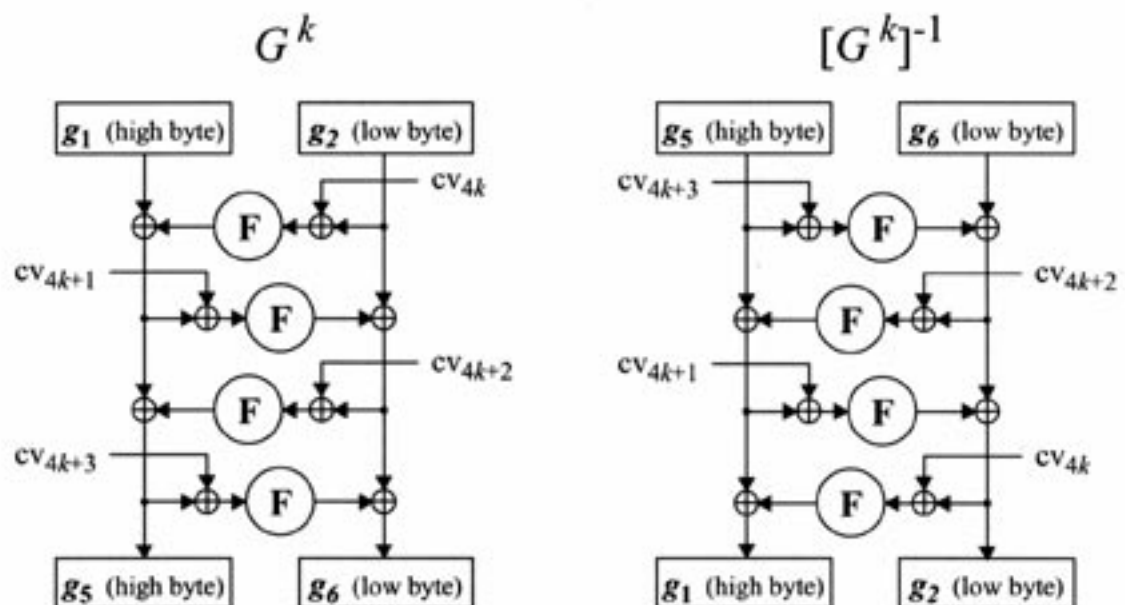 G^k
g1 (high byte)
g2 (low byte)
cv4k
F
cv4k+1
F
F
cv4k+2
cv4k+3
F
g5 (high byte)
g6 (low byte)
[G^k]^-1
g5 (high byte)
g6 (low byte)
cv4k+3
F
F
cv4k+2
cv4k+1
F
F
cv4k
g1 (high byte)
g2 (low byte)